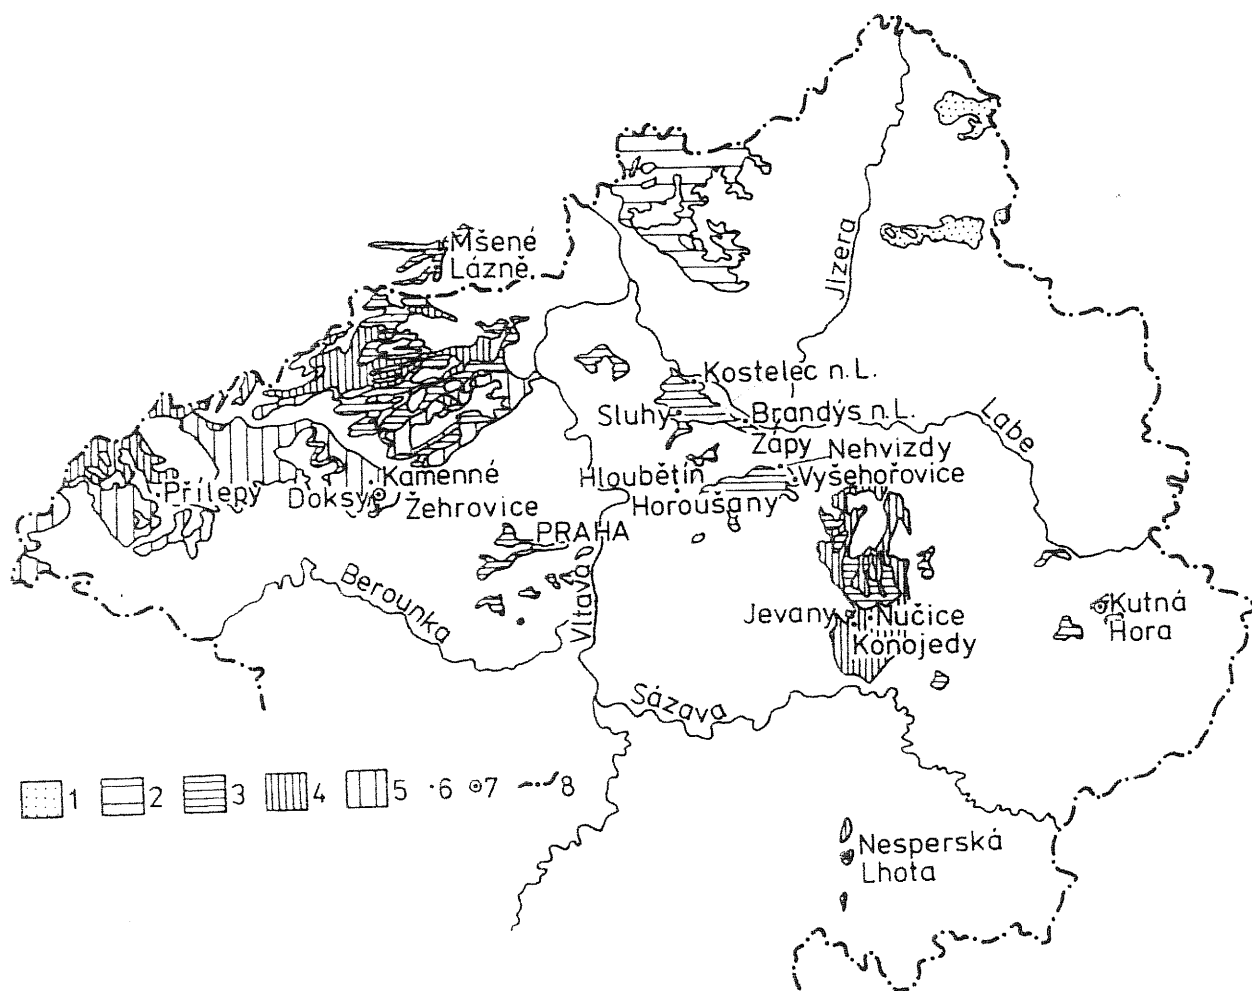 Mšené
Lázně
Jizera
Kostelec n.L.
Sluhy
Brandýs n.L.
Labe
Zápy
Nehvizdy
Hloubětín
Vyšehořovice
Horoušany
Přílepy
Doksy
Kamenné
Žehrovice
PRAHA
Berounka
Vltava
Jevany
Nučice
Konojedy
Kutná
Hora
Sázava
1
2
3
4
5
6
7
8
Nesperská
Lhota